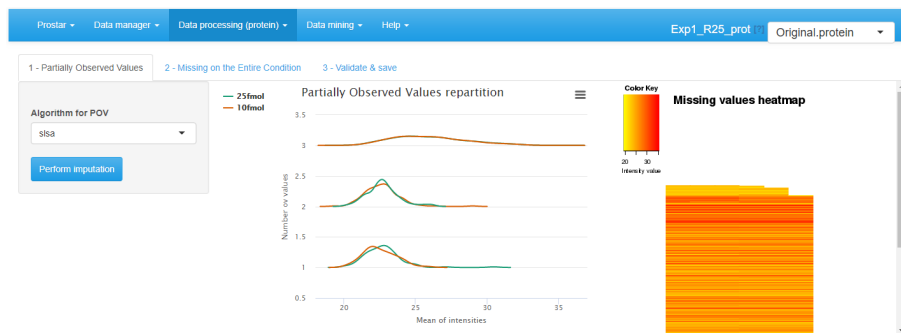 Prostar Data manager Data processing (protein) Data mining Help Exp1_R25_prot [?] Original.protein
1 - Partially Observed Values 2 - Missing on the Entire Condition 3 - Validate & save
Algorithm for POV
slsa
Perform imputation
25fmol
10fmol
Partially Observed Values repartition
Number ov values
3.5
3
2.5
2
1.5
1
0.5
20 25 30 35
Mean of intensities
Color Key
20 30
Intensity value
Missing values heatmap